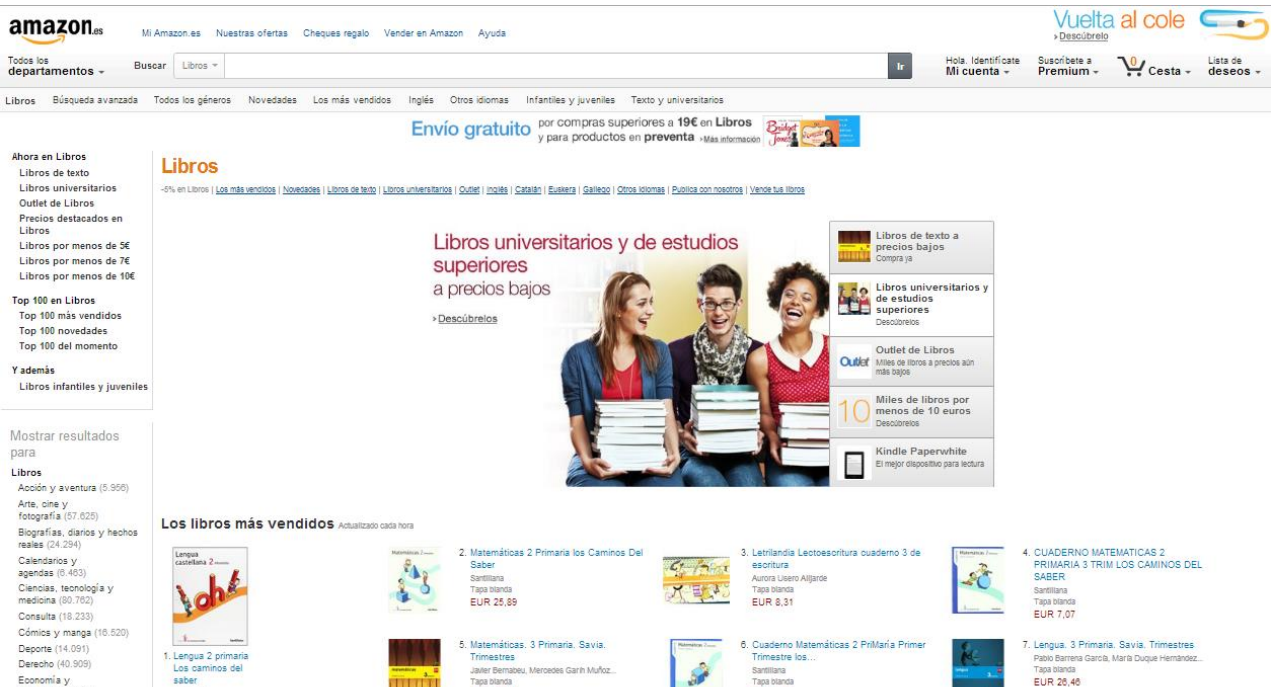 amazon.es
Mi Amazon.es Nuestras ofertas Cheques regalo Vender en Amazon Ayuda
Vuelta al cole
› Descúbrelo
Todos los
departamentos
Buscar Libros Ir
Hola. Identifícate
Mi cuenta
Suscríbete a
Premium
0
Cesta
Lista de
deseos
Libros Búsqueda avanzada Todos los géneros Novedades Los más vendidos Inglés Otros idiomas Infantiles y juveniles Texto y universitarios
Envío gratuito
por compras superiores a 19€ en Libros
y para productos en preventa › Más información
Bridget
Jones
Ahora en Libros
Libros de texto
Libros universitarios
Outlet de Libros
Precios destacados en
Libros
Libros por menos de 5€
Libros por menos de 7€
Libros por menos de 10€
Top 100 en Libros
Top 100 más vendidos
Top 100 novedades
Top 100 del momento
Y además
Libros infantiles y juveniles
Mostrar resultados
para
Libros
Acción y aventura (5.956)
Arte, cine y
fotografía (57.625)
Biografías, diarios y hechos
reales (24.294)
Calendarios y
agendas (6.463)
Ciencias, tecnología y
medicina (80.762)
Consulta (18.233)
Cómics y manga (16.520)
Deporte (14.091)
Derecho (40.909)
Economía y
Libros
-5% en Libros | Los más vendidos | Novedades | Libros de texto | Libros universitarios | Outlet | Inglés | Catalán | Euskera | Gallego | Otros idiomas | Publica con nosotros | Vende tus libros
Libros universitarios y de estudios
superiores
a precios bajos
› Descúbrelos
Libros de texto a
precios bajos
Compra ya
Libros universitarios y
de estudios
superiores
Descúbrelos
Outlet
Outlet de Libros
Miles de libros a precios aún
más bajos
10
Miles de libros por
menos de 10 euros
Descúbrelos
Kindle Paperwhite
El mejor dispositivo para lectura
Los libros más vendidos Actualizado cada hora
Lengua
castellana 2
¡oh!
1. Lengua 2 primaria
Los caminos del
saber
Matemáticas 2
2. Matemáticas 2 Primaria los Caminos Del
Saber
Santillana
Tapa blanda
EUR 25,89
3. Letrilandia Lectoescritura cuaderno 3 de
escritura
Aurora Usero Alijarde
Tapa blanda
EUR 8,31
4. CUADERNO MATEMATICAS 2
PRIMARIA 3 TRIM LOS CAMINOS DEL
SABER
Santillana
Tapa blanda
EUR 7,07
5. Matemáticas. 3 Primaria. Savia.
Trimestres
Javier Bernabeu, Mercedes Garín Muñoz...
Tapa blanda
6. Cuaderno Matemáticas 2 PriMaría Primer
Trimestre los...
Santillana
Tapa blanda
7. Lengua. 3 Primaria. Savia. Trimestres
Pablo Barrena García, María Duque Hernández...
Tapa blanda
EUR 26,46